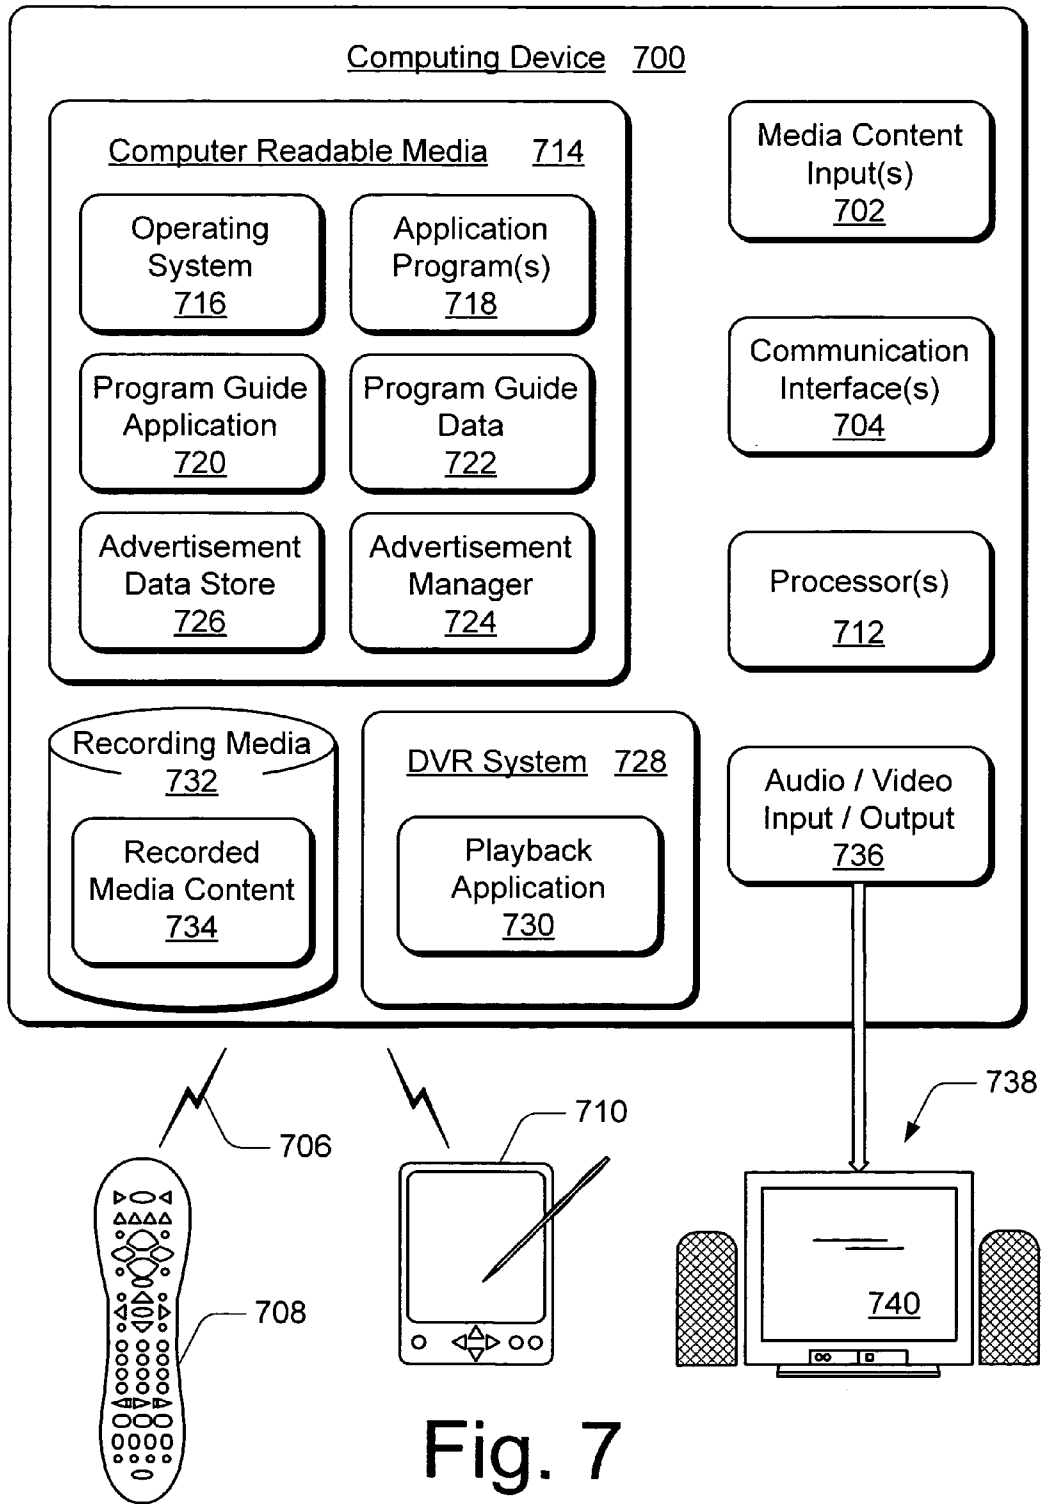 Computing Device 700
Computer Readable Media 714
Operating
System
716
Application
Program(s)
718
Program Guide
Application
720
Program Guide
Data
722
Advertisement
Data Store
726
Advertisement
Manager
724
Media Content
Input(s)
702
Communication
Interface(s)
704
Processor(s)
712
Recording Media
732
Recorded
Media Content
734
DVR System 728
Playback
Application
730
Audio / Video
Input / Output
736
706
710
738
708
740
Fig. 7